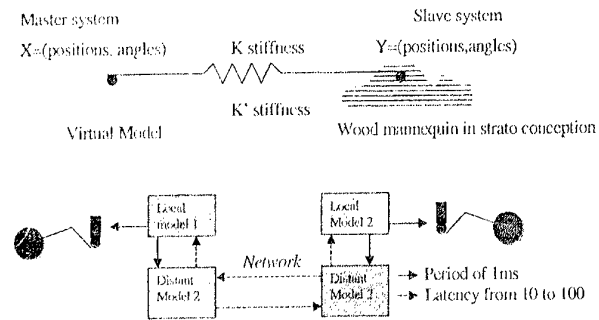 Master system
Slave system
X=(positions, angles)
K stiffness
Y=(positions,angles)
K' stiffness
Virtual Model
Wood mannequin in strato conception
Local
model 1
Local
Model 2
Network
Distant
Model 2
Distant
Model 2
Period of 1ms
Latency from 10 to 100